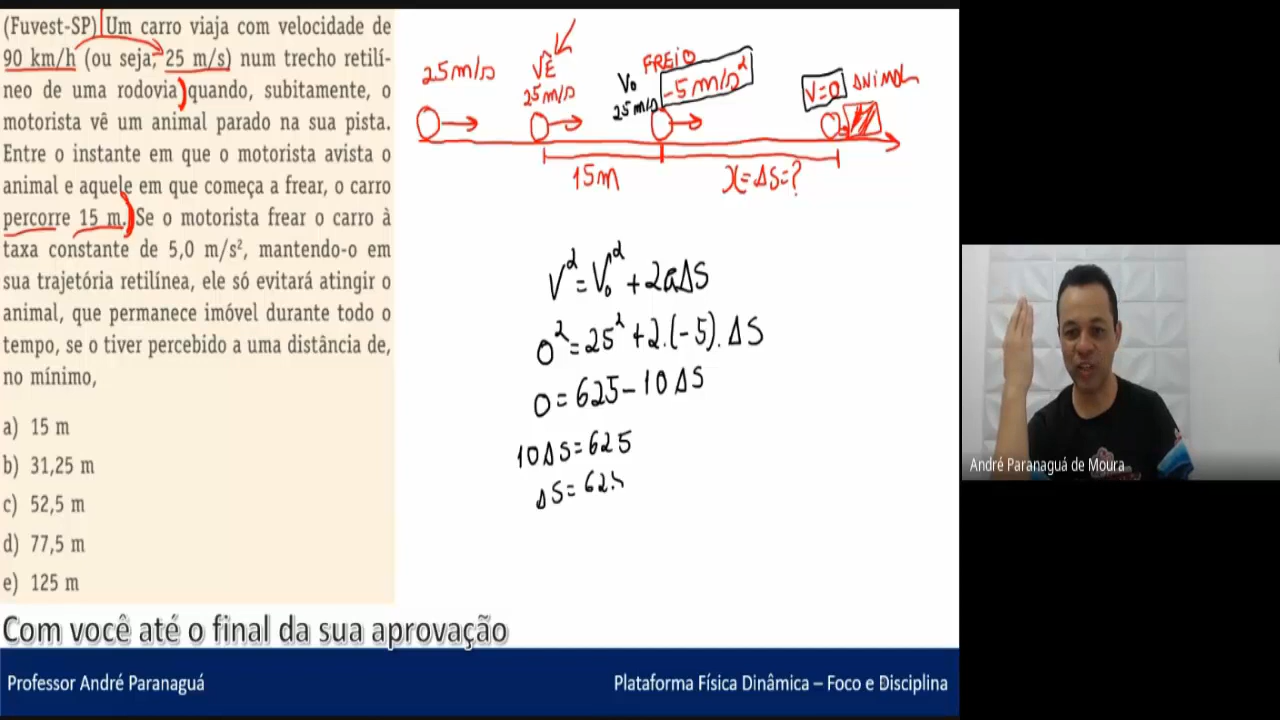 (Fuvest-SP) Um carro viaja com velocidade de
90 km/h (ou seja, 25 m/s) num trecho retilí-
neo de uma rodovia quando, subitamente, o
motorista vê um animal parado na sua pista.
Entre o instante em que o motorista avista o
animal e aquele em que começa a frear, o carro
percorre 15 m. Se o motorista frear o carro à
taxa constante de 5,0 m/s², mantendo-o em
sua trajetória retilínea, ele só evitará atingir o
animal, que permanece imóvel durante todo o
tempo, se o tiver percebido a uma distância de,
no mínimo,
a) 15 m
b) 31,25 m
c) 52,5 m
d) 77,5 m
e) 125 m
25 m/s
VÊ
25 m/s
V₀
25 m/s
FREIO
-5 m/s²
V=0
ANIMAL
15 m
X=ΔS=?
V² = V₀² + 2aΔS
0² = 25² + 2.(-5).ΔS
0 = 625 - 10ΔS
10ΔS = 625
ΔS = 62,
André Paranaguá de Moura
Com você até o final da sua aprovação
Professor André Paranaguá
Plataforma Física Dinâmica – Foco e Disciplina